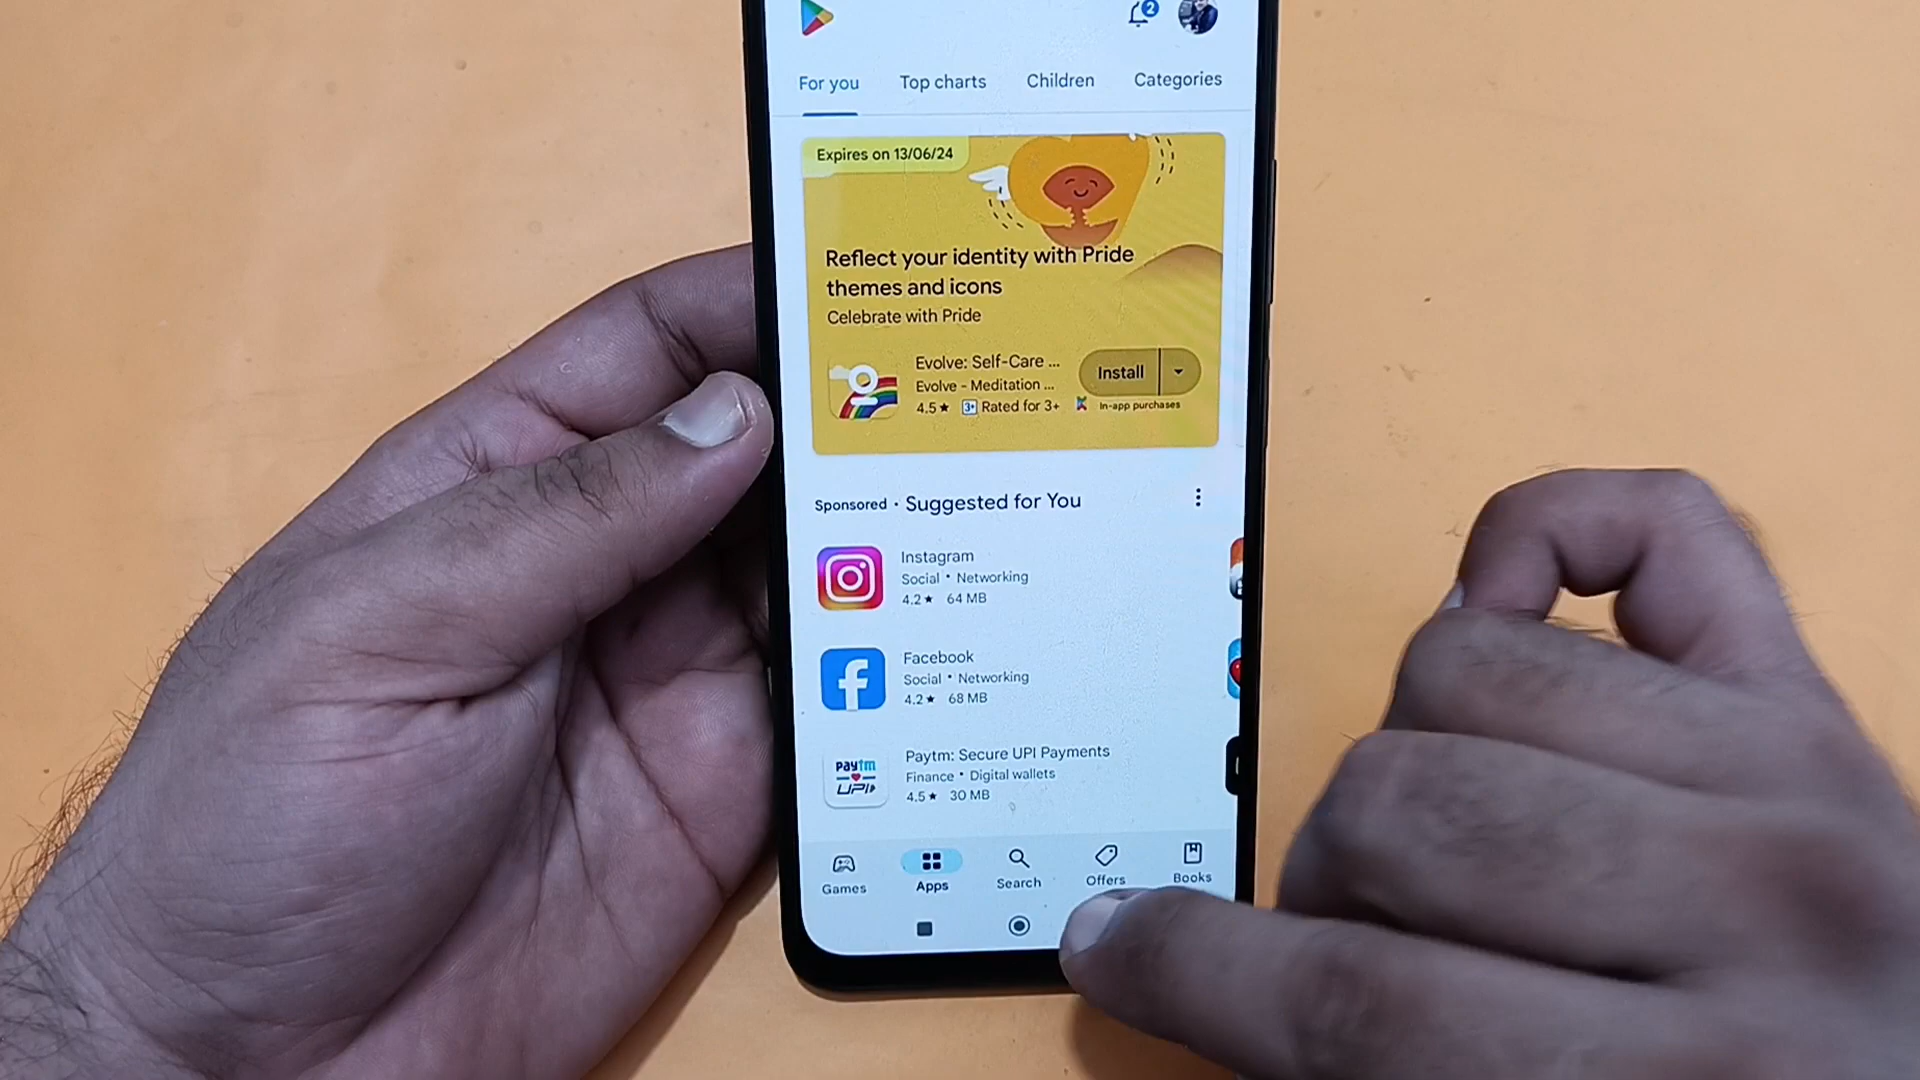 2
For you
Top charts
Children
Categories
Expires on 13/06/24
Reflect your identity with Pride
themes and icons
Celebrate with Pride
Evolve: Self-Care ...
Evolve - Meditation ...
4.5★ 3+ Rated for 3+
Install
In-app purchases
Sponsored • Suggested for You
Instagram
Social • Networking
4.2★ 64 MB
Facebook
Social • Networking
4.2★ 68 MB
Paytm: Secure UPI Payments
Finance • Digital wallets
4.5★ 30 MB
paytm
UPI
Games
Apps
Search
Offers
Books